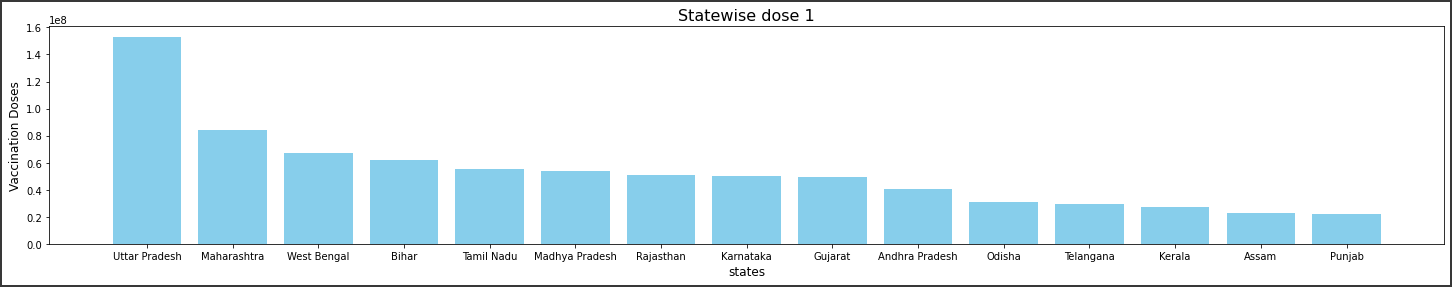 Statewise dose 1
1e8
1.6
1.4
1.2
1.0
0.8
0.6
0.4
0.2
0.0
Vaccination Doses
Uttar Pradesh Maharashtra West Bengal Bihar Tamil Nadu Madhya Pradesh Rajasthan Karnataka Gujarat Andhra Pradesh Odisha Telangana Kerala Assam Punjab
states